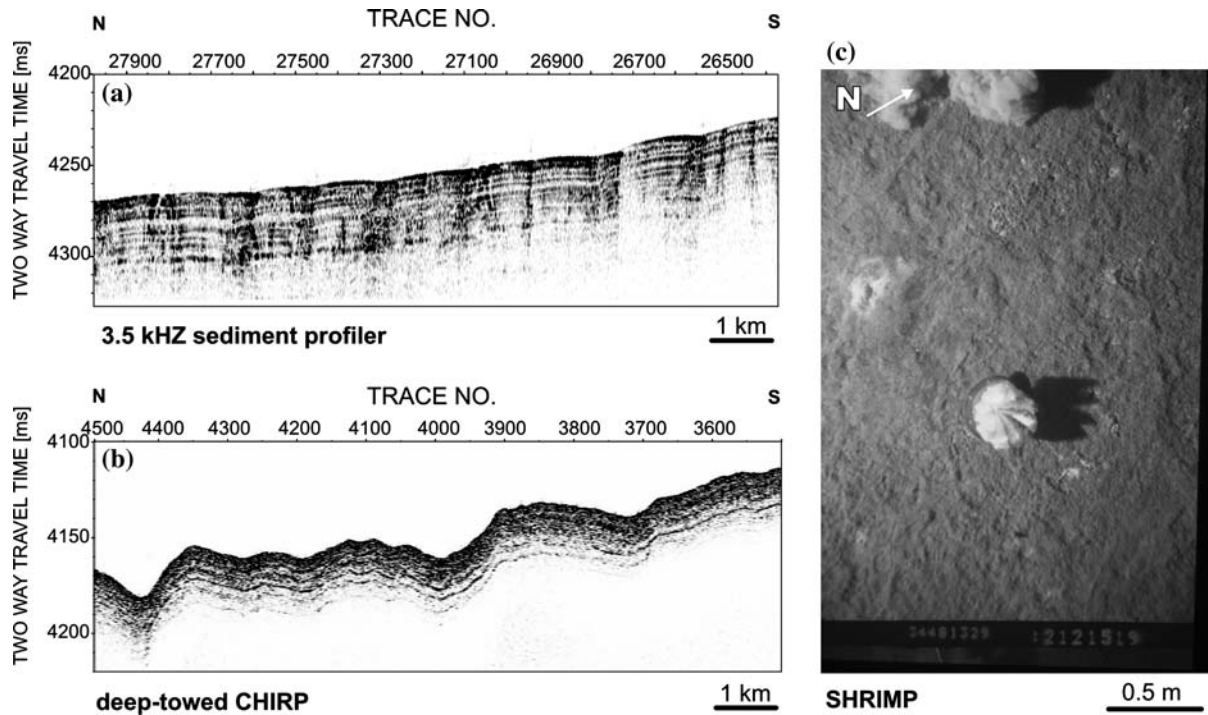 N TRACE NO. S
27900 27700 27500 27300 27100 26900 26700 26500
TWO WAY TRAVEL TIME [ms]
4200
4250
4300
(a)
3.5 kHZ sediment profiler
1 km
N TRACE NO. S
4500 4400 4300 4200 4100 4000 3900 3800 3700 3600
TWO WAY TRAVEL TIME [ms]
4100
4150
4200
(b)
deep-towed CHIRP
1 km
(c)
N
SHRIMP
0.5 m